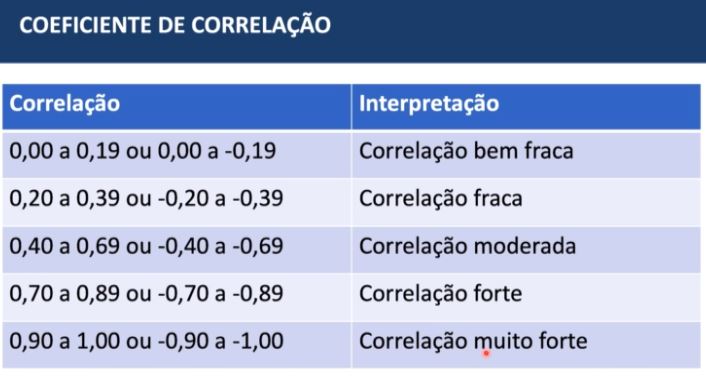 COEFICIENTE DE CORRELAÇÃO
Correlação Interpretação
0,00 a 0,19 ou 0,00 a -0,19 Correlação bem fraca
0,20 a 0,39 ou -0,20 a -0,39 Correlação fraca
0,40 a 0,69 ou -0,40 a -0,69 Correlação moderada
0,70 a 0,89 ou -0,70 a -0,89 Correlação forte
0,90 a 1,00 ou -0,90 a -1,00 Correlação muito forte